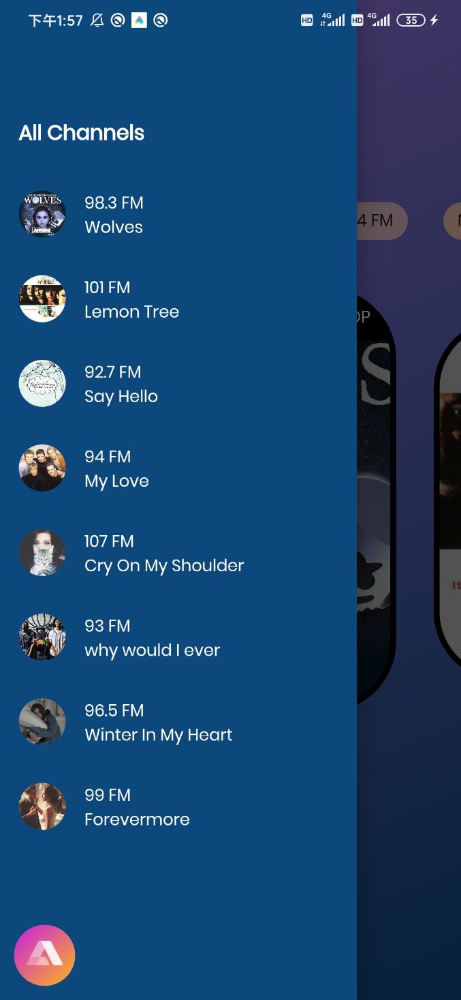 下午1:57 HD 4G HD 4G 35
All Channels
98.3 FM
Wolves
WOLVES
4 FM
101 FM
Lemon Tree
92.7 FM
Say Hello
94 FM
My Love
107 FM
Cry On My Shoulder
It
93 FM
why would I ever
96.5 FM
Winter In My Heart
99 FM
Forevermore